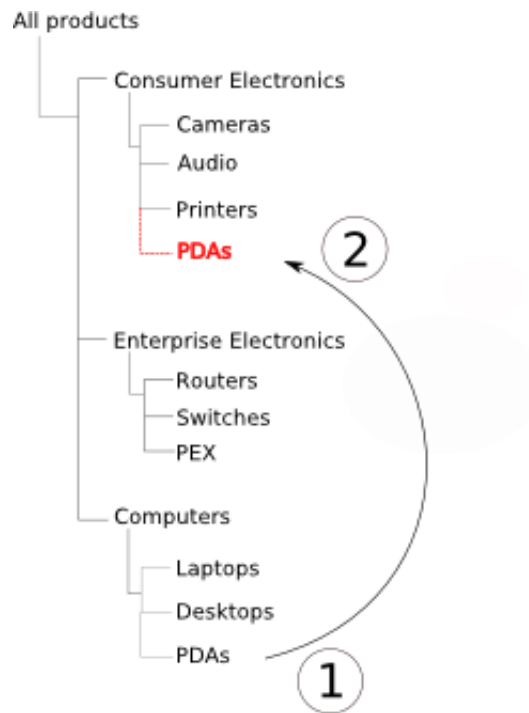 All products
Consumer Electronics
Cameras
Audio
Printers
PDAs
2
Enterprise Electronics
Routers
Switches
PEX
Computers
Laptops
Desktops
PDAs
1